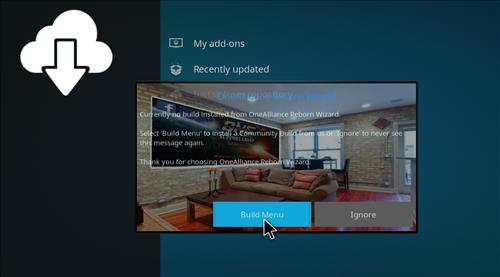 My add-ons
Recently updated
Currently no build installed from OneAlliance Reborn Wizard.
Select 'Build Menu' to install a Community Build from us or 'Ignore' to never see
this message again.
Thank you for choosing OneAlliance Reborn Wizard.
Build Menu
Ignore